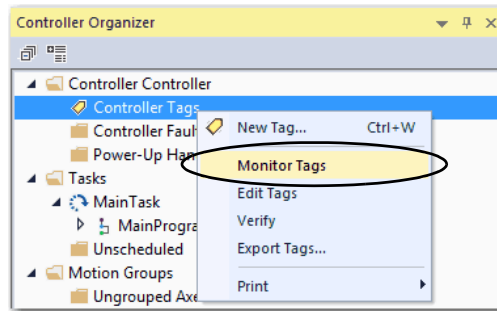 Controller Organizer
Controller Controller
Controller Tags
Controller Faul
New Tag... Ctrl+W
Power-Up Han
Monitor Tags
Tasks
Edit Tags
MainTask
Verify
MainProgra
Unscheduled
Export Tags...
Motion Groups
Print
Ungrouped Axe